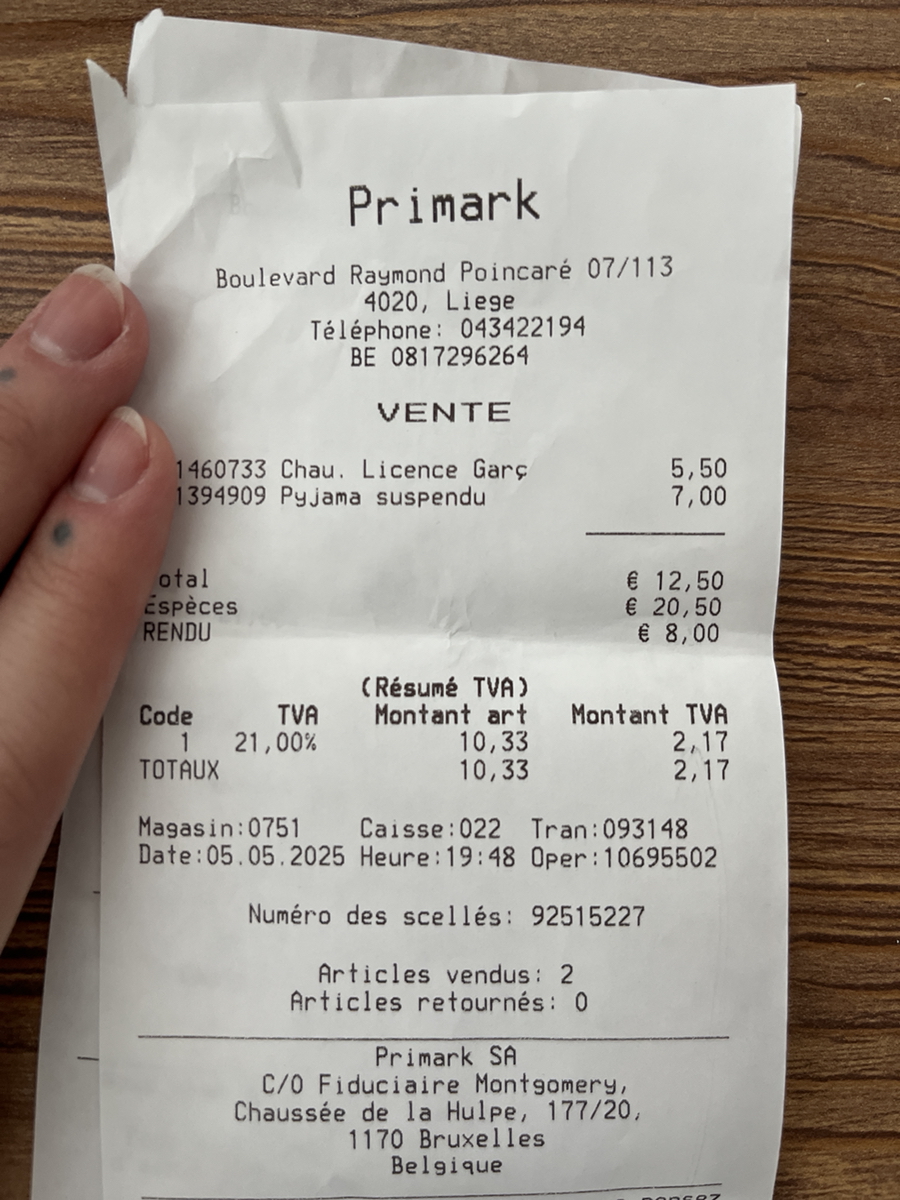 Primark
Boulevard Raymond Poincaré 07/113
4020, Liege
Téléphone: 043422194
BE 0817296264
VENTE
1460733 Chau. Licence Garç 5,50
1394909 Pyjama suspendu 7,00
otal € 12,50
Espèces € 20,50
RENDU € 8,00
(Résumé TVA)
Code TVA Montant art Montant TVA
1 21,00% 10,33 2,17
TOTAUX 10,33 2,17
Magasin:0751 Caisse:022 Tran:093148
Date:05.05.2025 Heure:19:48 Oper:10695502
Numéro des scellés: 92515227
Articles vendus: 2
Articles retournés: 0
Primark SA
C/O Fiduciaire Montgomery,
Chaussée de la Hulpe, 177/20,
1170 Bruxelles
Belgique